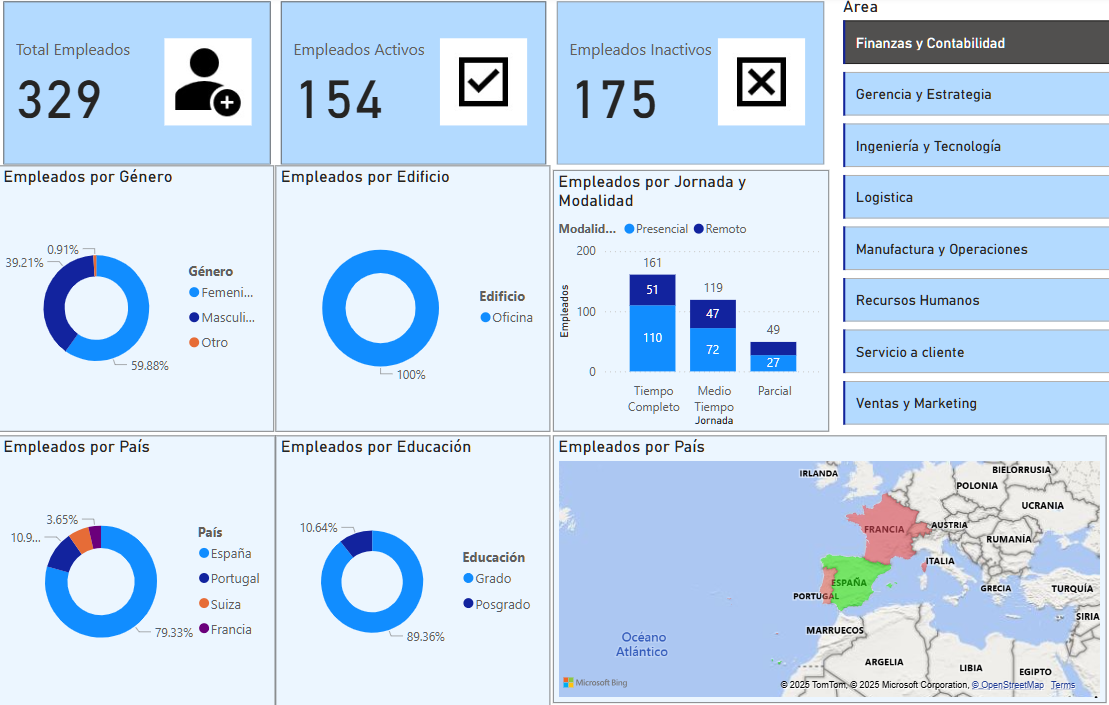 Total Empleados
329
Empleados Activos
154
Empleados Inactivos
175
Área
Finanzas y Contabilidad
Gerencia y Estrategia
Ingeniería y Tecnología
Logistica
Manufactura y Operaciones
Recursos Humanos
Servicio a cliente
Ventas y Marketing
Empleados por Género
0.91%
39.21%
59.88%
Género
Femeni...
Masculi...
Otro
Empleados por Edificio
100%
Edificio
Oficina
Empleados por Jornada y
Modalidad
Modalid... Presencial Remoto
Empleados
200
100
0
161
51
110
119
47
72
49
27
Tiempo
Completo
Medio
Tiempo
Parcial
Jornada
Empleados por País
3.65%
10.9...
79.33%
País
España
Portugal
Suiza
Francia
Empleados por Educación
10.64%
89.36%
Educación
Grado
Posgrado
Empleados por País
IRLANDA
BIELORRUSIA
POLONIA
UCRANIA
FRANCIA
AUSTRIA
RUMANÍA
ITALIA
ESPAÑA
PORTUGAL
GRECIA
TURQUÍA
SIRIA
MARRUECOS
Océano
Atlántico
ARGELIA
LIBIA
EGIPTO
Microsoft Bing
© 2025 TomTom, © 2025 Microsoft Corporation, © OpenStreetMap Terms